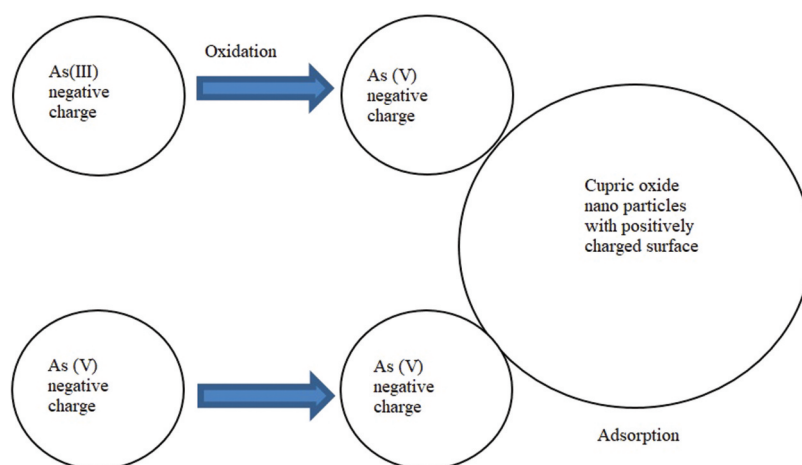 Oxidation
As(III)
negative
charge
As (V)
negative
charge
Cupric oxide
nano particles
with positively
charged surface
As (V)
negative
charge
As (V)
negative
charge
Adsorption